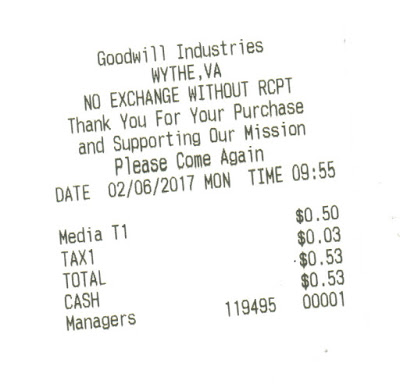 Goodwill Industries
WYTHE,VA
NO EXCHANGE WITHOUT RCPT
Thank You For Your Purchase
and Supporting Our Mission
Please Come Again
DATE 02/06/2017 MON TIME 09:55
Media T1 $0.50
TAX1 $0.03
TOTAL $0.53
CASH $0.53
Managers 119495 00001